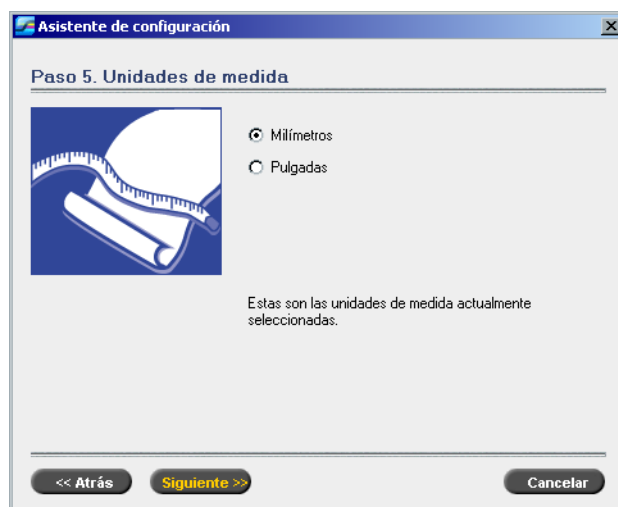 Asistente de configuración
Paso 5. Unidades de medida
Milímetros
Pulgadas
Estas son las unidades de medida actualmente
seleccionadas.
<< Atrás
Siguiente >>
Cancelar